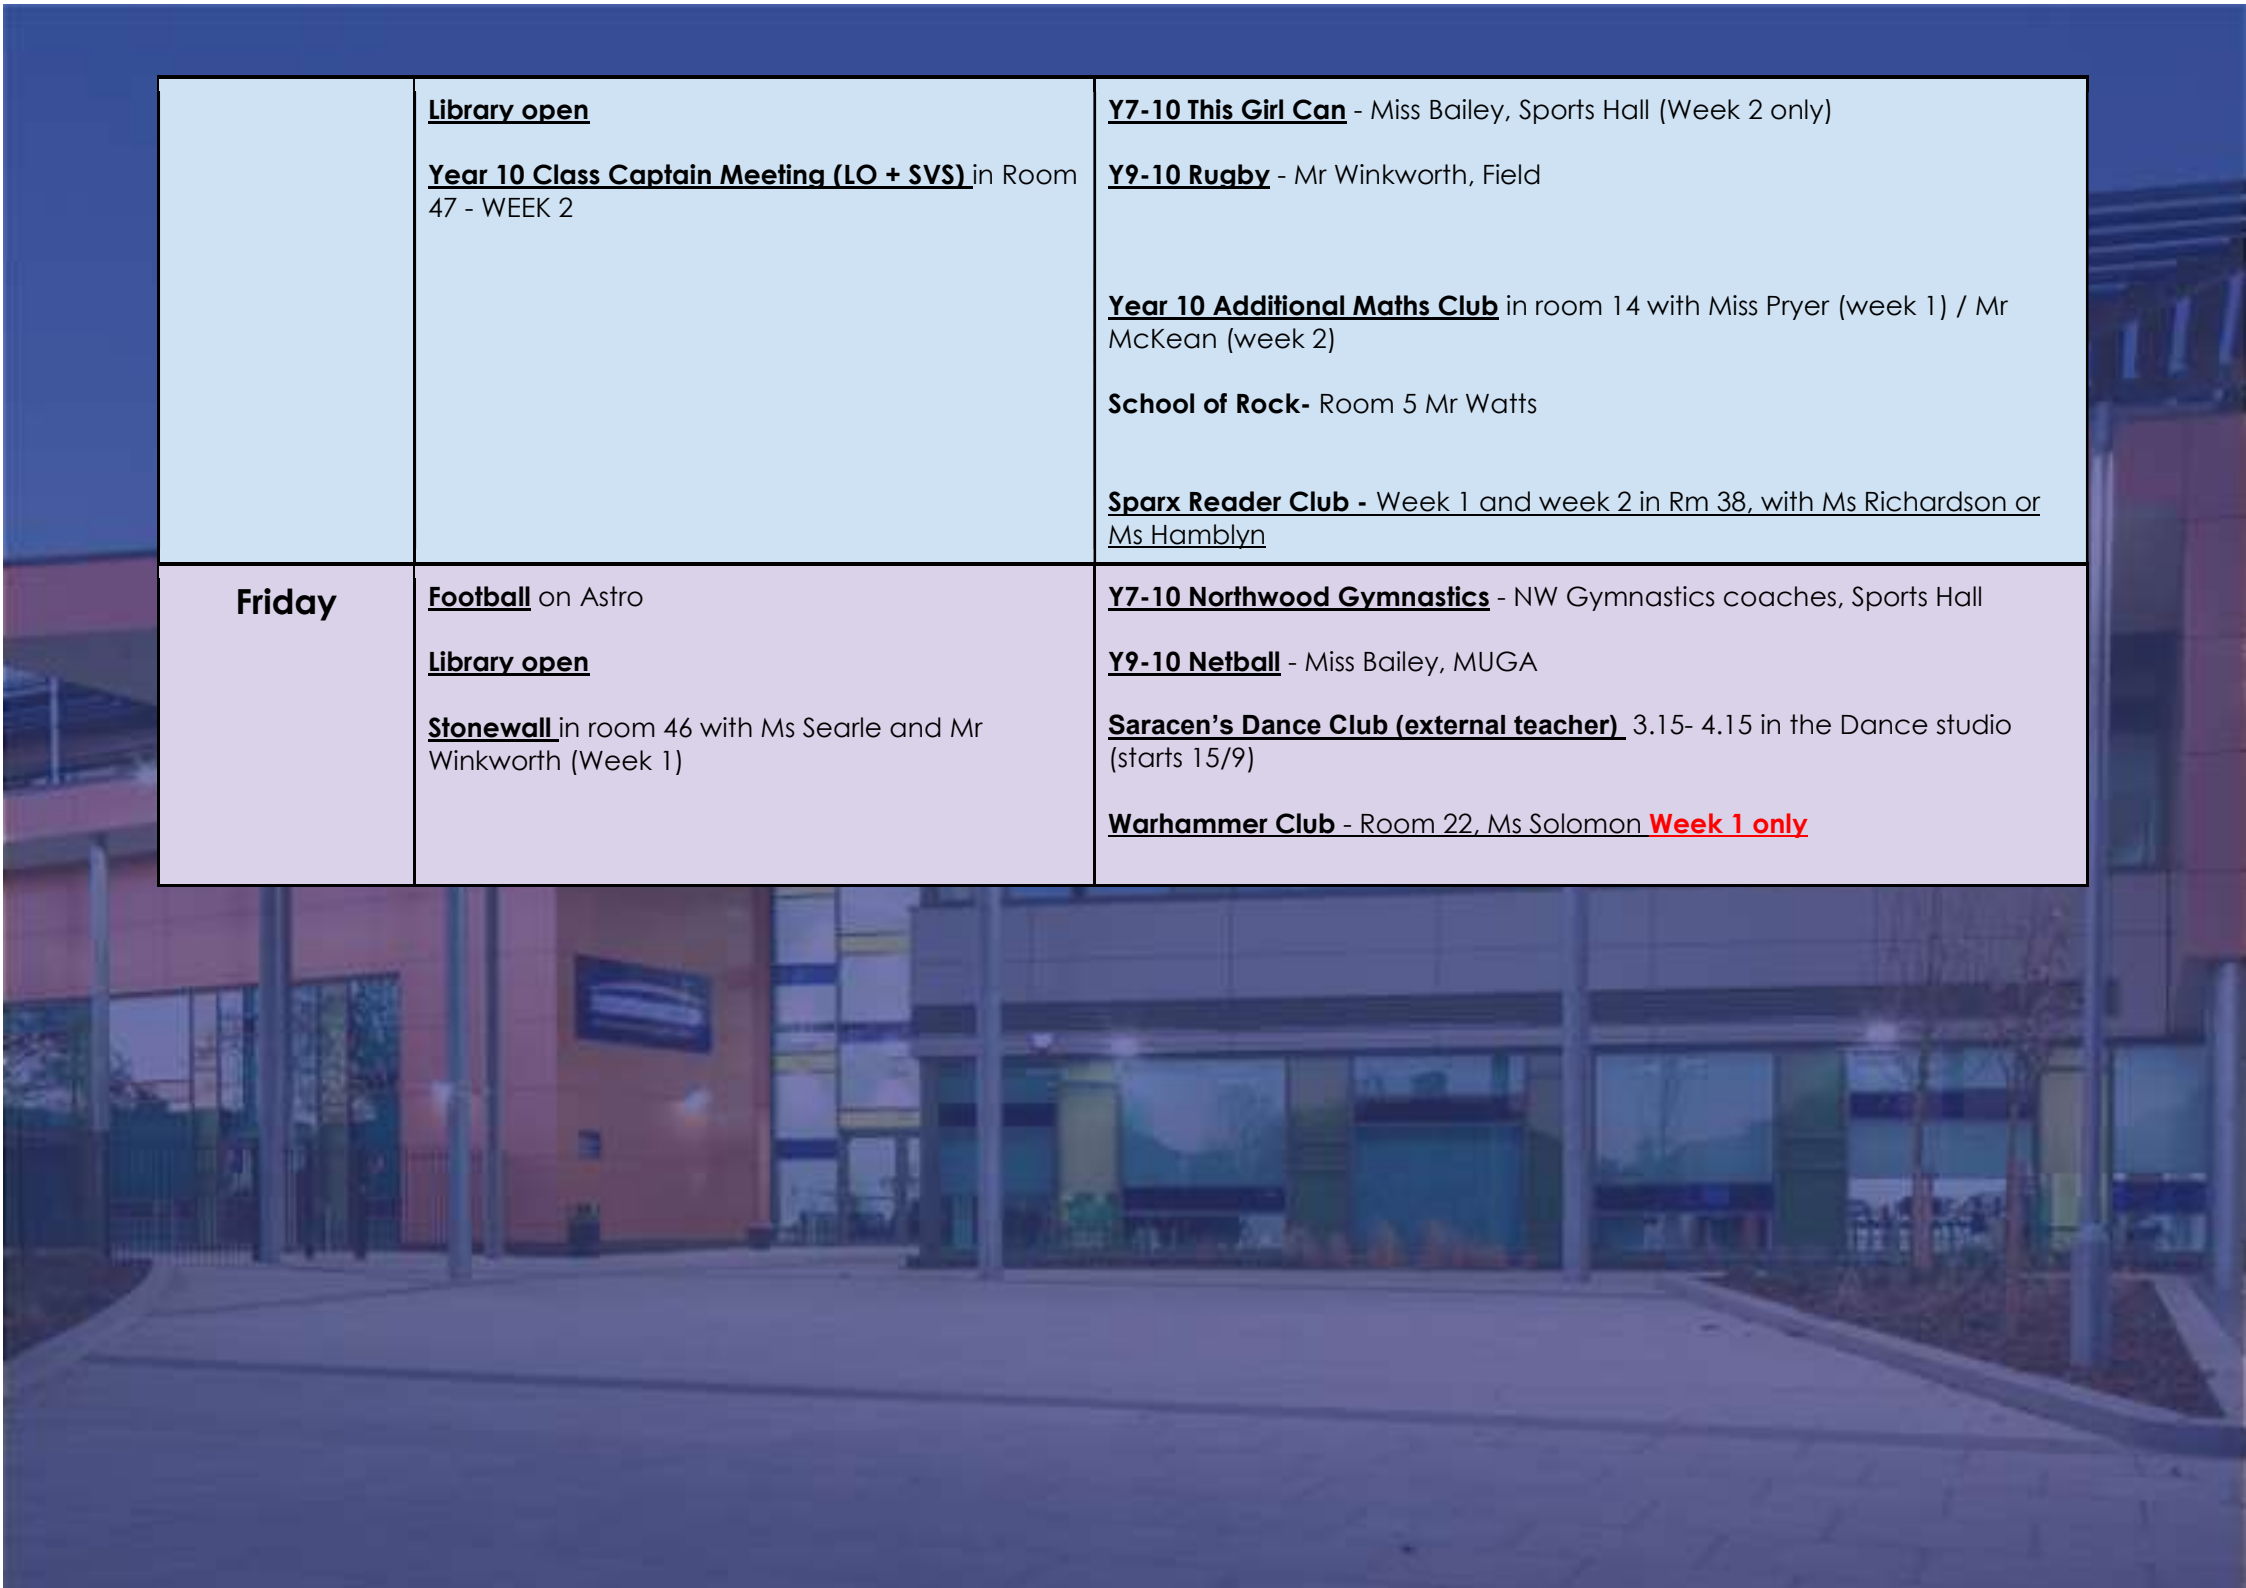 Library open
Year 10 Class Captain Meeting (LO + SVS) in Room
47 - WEEK 2
Y7-10 This Girl Can - Miss Bailey, Sports Hall (Week 2 only)
Y9-10 Rugby - Mr Winkworth, Field
Year 10 Additional Maths Club in room 14 with Miss Pryer (week 1) / Mr
McKean (week 2)
School of Rock- Room 5 Mr Watts
Sparx Reader Club - Week 1 and week 2 in Rm 38, with Ms Richardson or
Ms Hamblyn
Friday
Football on Astro
Library open
Stonewall in room 46 with Ms Searle and Mr
Winkworth (Week 1)
Y7-10 Northwood Gymnastics - NW Gymnastics coaches, Sports Hall
Y9-10 Netball - Miss Bailey, MUGA
Saracen’s Dance Club (external teacher) 3.15- 4.15 in the Dance studio
(starts 15/9)
Warhammer Club - Room 22, Ms Solomon Week 1 only